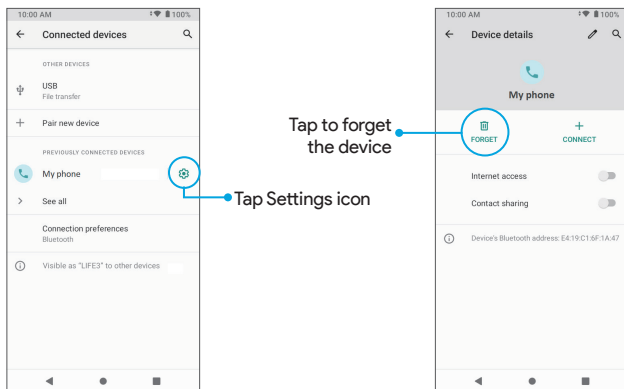 10:00 AM 100%
Connected devices
OTHER DEVICES
USB
File transfer
Pair new device
PREVIOUSLY CONNECTED DEVICES
My phone
See all
Connection preferences
Bluetooth
Visible as "LIFE3" to other devices
Tap Settings icon
Tap to forget
the device
10:00 AM 100%
Device details
My phone
FORGET
CONNECT
Internet access
Contact sharing
Device's Bluetooth address: E4:19:C1:6F:1A:47